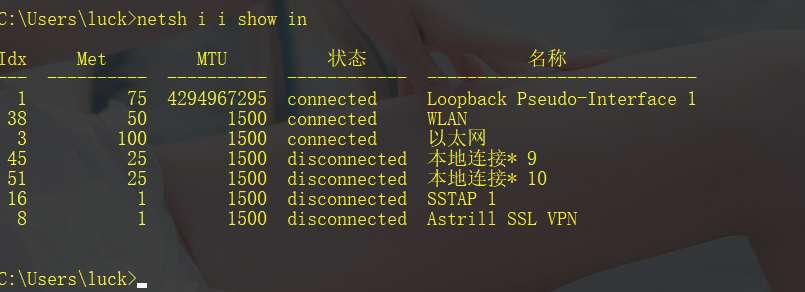 C:\Users\luck>netsh i i show in
Idx Met MTU 状态 名称
--- ---------- ---------- ------------ ---------------------------
1 75 4294967295 connected Loopback Pseudo-Interface 1
38 50 1500 connected WLAN
3 100 1500 connected 以太网
45 25 1500 disconnected 本地连接* 9
51 25 1500 disconnected 本地连接* 10
16 1 1500 disconnected SSTAP 1
8 1 1500 disconnected Astrill SSL VPN
C:\Users\luck>